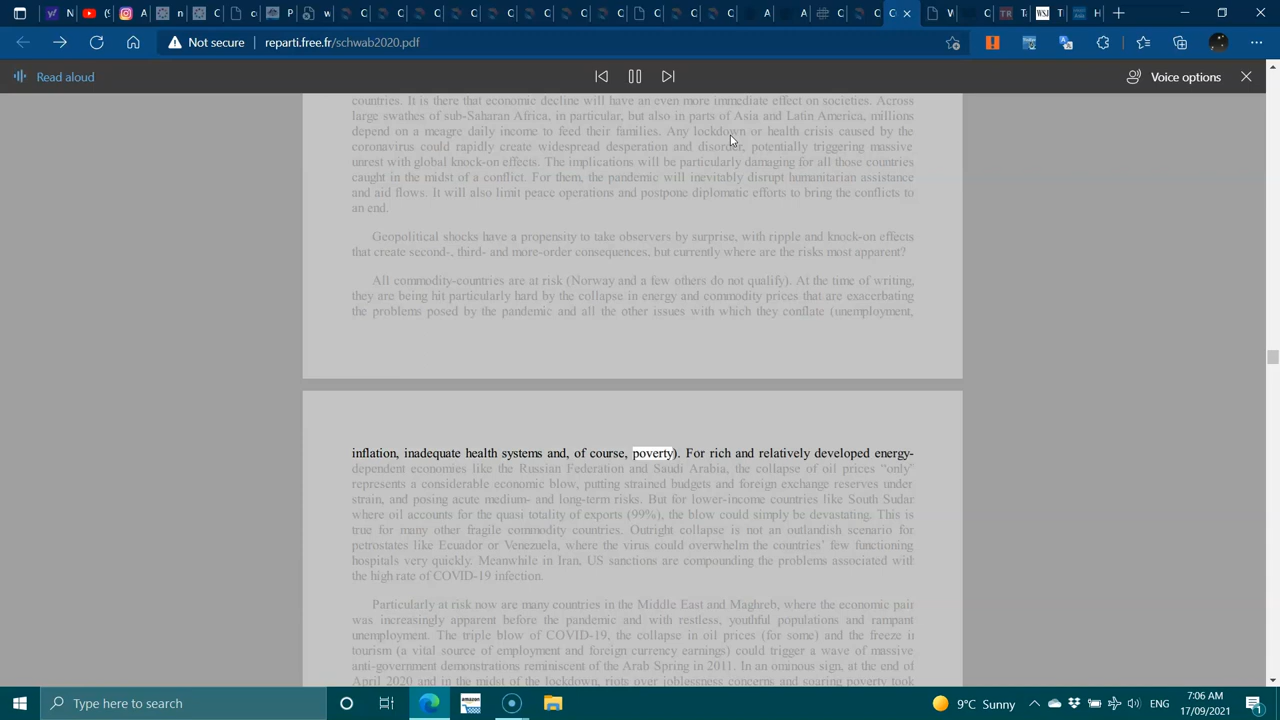 N
n
C
C
P
w
C
C
C
C
C
C
C
C
C
C
C
A
A
C
C
C
W
C
TR
T
WSJ
T
H
Not secure
reparti.free.fr/schwab2020.pdf
Read aloud
Voice options
countries. It is there that economic decline will have an even more immediate effect on societies. Across
large swathes of sub-Saharan Africa, in particular, but also in parts of Asia and Latin America, millions
depend on a meagre daily income to feed their families. Any lockdown or health crisis caused by the
coronavirus could rapidly create widespread desperation and disorder, potentially triggering massive
unrest with global knock-on effects. The implications will be particularly damaging for all those countries
caught in the midst of a conflict. For them, the pandemic will inevitably disrupt humanitarian assistance
and aid flows. It will also limit peace operations and postpone diplomatic efforts to bring the conflicts to
an end.
Geopolitical shocks have a propensity to take observers by surprise, with ripple and knock-on effects
that create second-, third- and more-order consequences, but currently where are the risks most apparent?
All commodity-countries are at risk (Norway and a few others do not qualify). At the time of writing,
they are being hit particularly hard by the collapse in energy and commodity prices that are exacerbating
the problems posed by the pandemic and all the other issues with which they conflate (unemployment,
inflation, inadequate health systems and, of course, poverty). For rich and relatively developed energy-
dependent economies like the Russian Federation and Saudi Arabia, the collapse of oil prices “only”
represents a considerable economic blow, putting strained budgets and foreign exchange reserves under
strain, and posing acute medium- and long-term risks. But for lower-income countries like South Sudan
where oil accounts for the quasi totality of exports (99%), the blow could simply be devastating. This is
true for many other fragile commodity countries. Outright collapse is not an outlandish scenario for
petrostates like Ecuador or Venezuela, where the virus could overwhelm the countries’ few functioning
hospitals very quickly. Meanwhile in Iran, US sanctions are compounding the problems associated with
the high rate of COVID-19 infection.
Particularly at risk now are many countries in the Middle East and Maghreb, where the economic pain
was increasingly apparent before the pandemic and with restless, youthful populations and rampant
unemployment. The triple blow of COVID-19, the collapse in oil prices (for some) and the freeze in
tourism (a vital source of employment and foreign currency earnings) could trigger a wave of massive
anti-government demonstrations reminiscent of the Arab Spring in 2011. In an ominous sign, at the end of
April 2020 and in the midst of the lockdown, riots over joblessness concerns and soaring poverty took
Type here to search
amazon
9°C Sunny
ENG
7:06 AM
17/09/2021